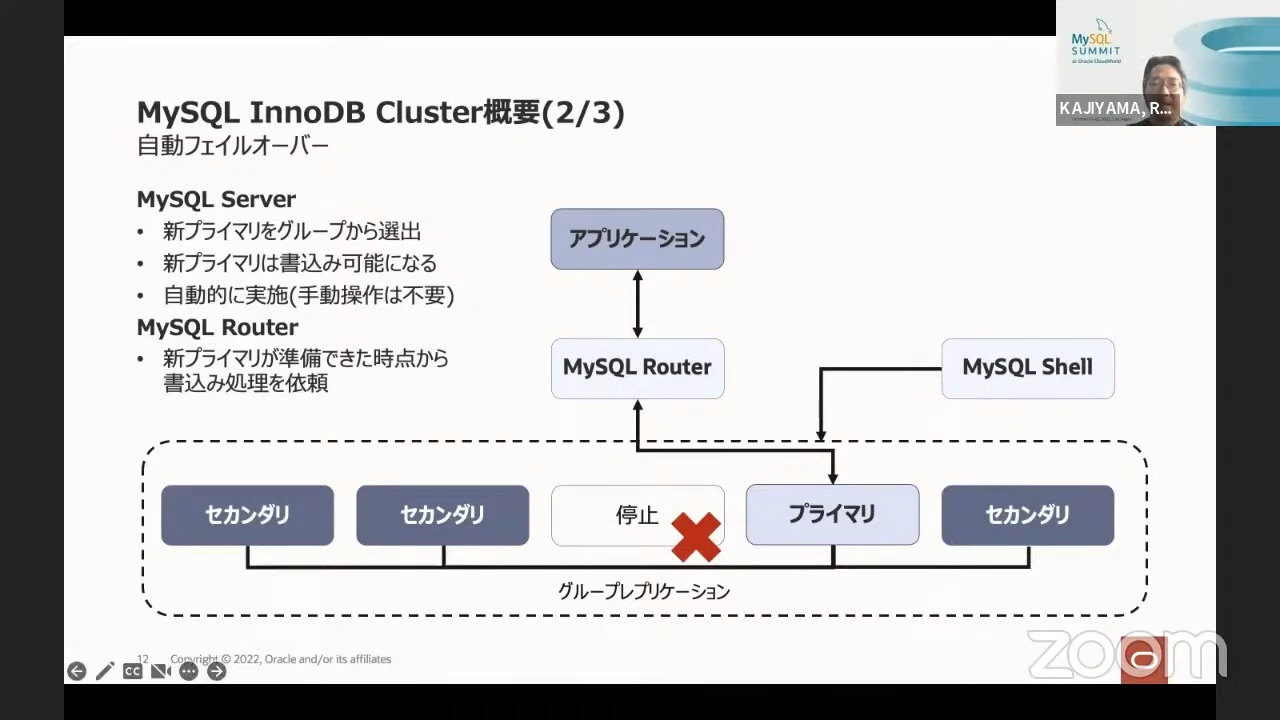 MySQL InnoDB Cluster概要(2/3)
自動フェイルオーバー
MySQL Server
• 新プライマリをグループから選出
• 新プライマリは書込み可能になる
• 自動的に実施(手動操作は不要)
MySQL Router
• 新プライマリが準備できた時点から
書込み処理を依頼
アプリケーション
MySQL Router
MySQL Shell
セカンダリ
セカンダリ
停止
プライマリ
セカンダリ
グループレプリケーション
12 Copyright © 2022, Oracle and/or its affiliates
CC
zoom
MySQL
SUMMIT
at Oracle CloudWorld
KAJIYAMA, R...